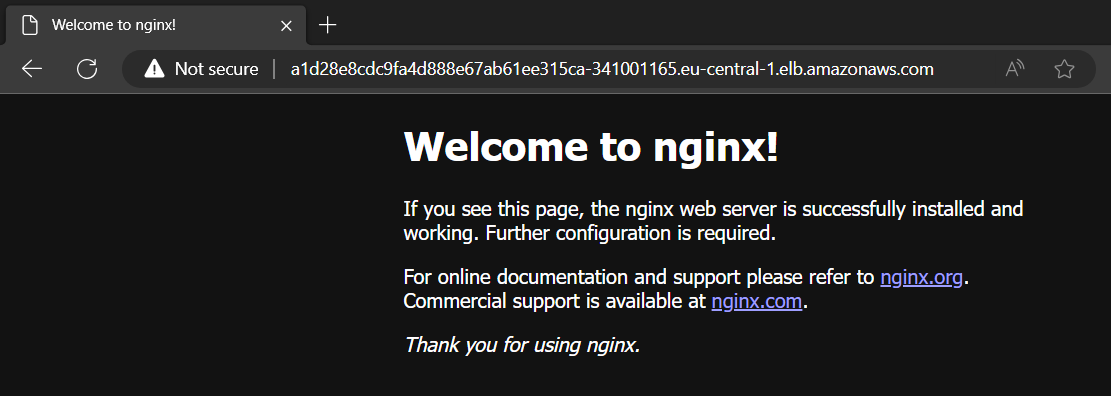 Welcome to nginx!
Not secure
a1d28e8cdc9fa4d888e67ab61ee315ca-341001165.eu-central-1.elb.amazonaws.com
A
Welcome to nginx!
If you see this page, the nginx web server is successfully installed and
working. Further configuration is required.
For online documentation and support please refer to nginx.org.
Commercial support is available at nginx.com.
Thank you for using nginx.